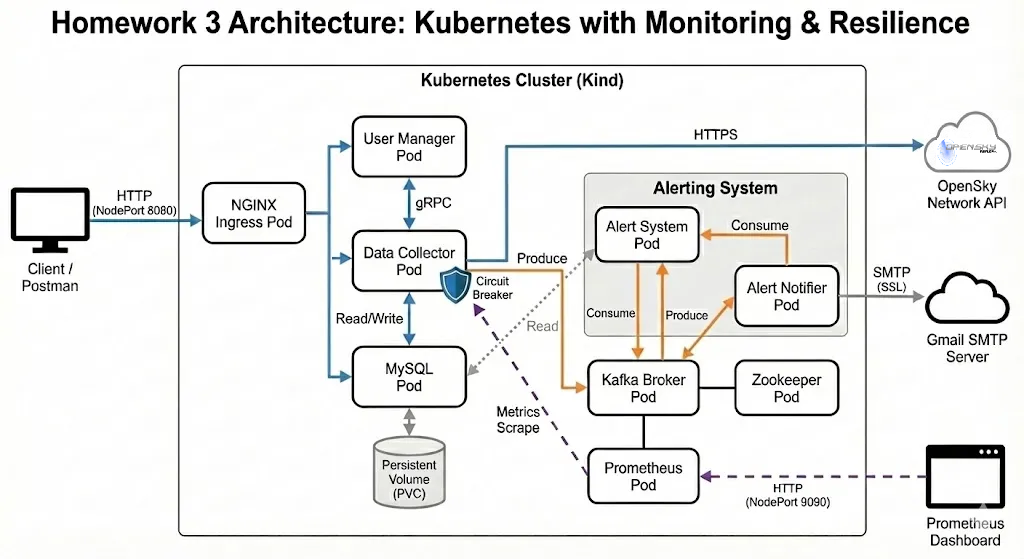 Homework 3 Architecture: Kubernetes with Monitoring & Resilience
Kubernetes Cluster (Kind)
User Manager
Pod
HTTPS
OPENSKY
OpenSky
Network API
HTTP
(NodePort 8080)
NGINX
Ingress Pod
gRPC
Alerting System
Client /
Postman
Data Collector
Pod
Circuit
Breaker
Produce
Alert System
Pod
Consume
Alert Notifier
Pod
SMTP
(SSL)
Gmail SMTP
Server
Read/Write
Read
Consume
Produce
MySQL
Pod
Kafka Broker
Pod
Zookeeper
Pod
Metrics
Scrape
Persistent
Volume
(PVC)
Prometheus
Pod
HTTP
(NodePort 9090)
Prometheus
Dashboard